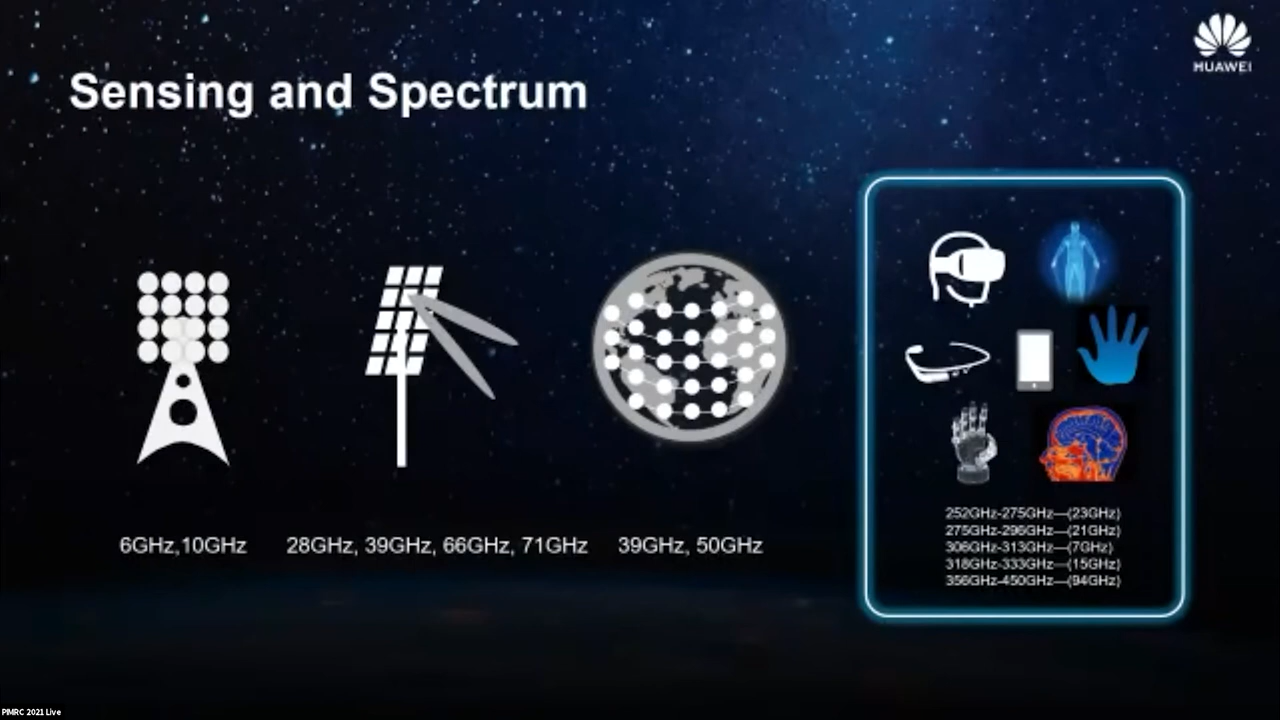 HUAWEI
Sensing and Spectrum
6GHz,10GHz
28GHz, 39GHz, 66GHz, 71GHz
39GHz, 50GHz
252GHz-275GHz—(23GHz)
275GHz-296GHz—(21GHz)
306GHz-313GHz—(7GHz)
318GHz-333GHz—(15GHz)
356GHz-450GHz—(94GHz)
PIMRC 2021 Live